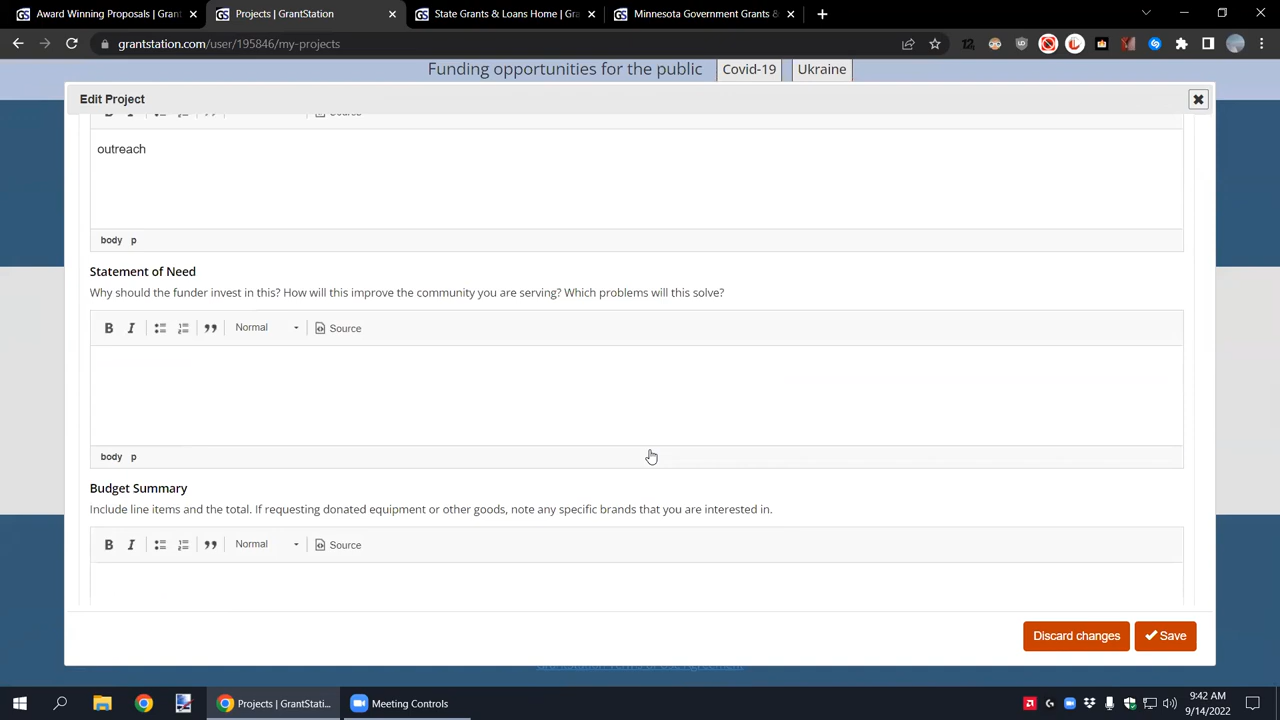 Award Winning Proposals | Grant
Projects | GrantStation
State Grants & Loans Home | Gra
Minnesota Government Grants &
grantstation.com/user/195846/my-projects
Funding opportunities for the public
Covid-19
Ukraine
Edit Project
outreach
body p
Statement of Need
Why should the funder invest in this? How will this improve the community you are serving? Which problems will this solve?
B I Normal Source
body p
Budget Summary
Include line items and the total. If requesting donated equipment or other goods, note any specific brands that you are interested in.
B I Normal Source
Discard changes
Save
Projects | GrantStati...
Meeting Controls
9:42 AM
9/14/2022